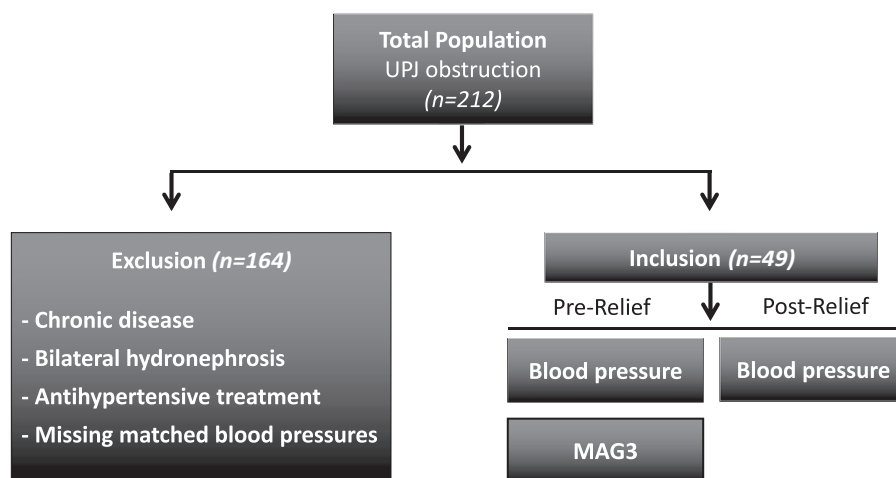 Total Population
UPJ obstruction
(n=212)
Exclusion (n=164)
- Chronic disease
- Bilateral hydronephrosis
- Antihypertensive treatment
- Missing matched blood pressures
Inclusion (n=49)
Pre-Relief
Post-Relief
Blood pressure
Blood pressure
MAG3